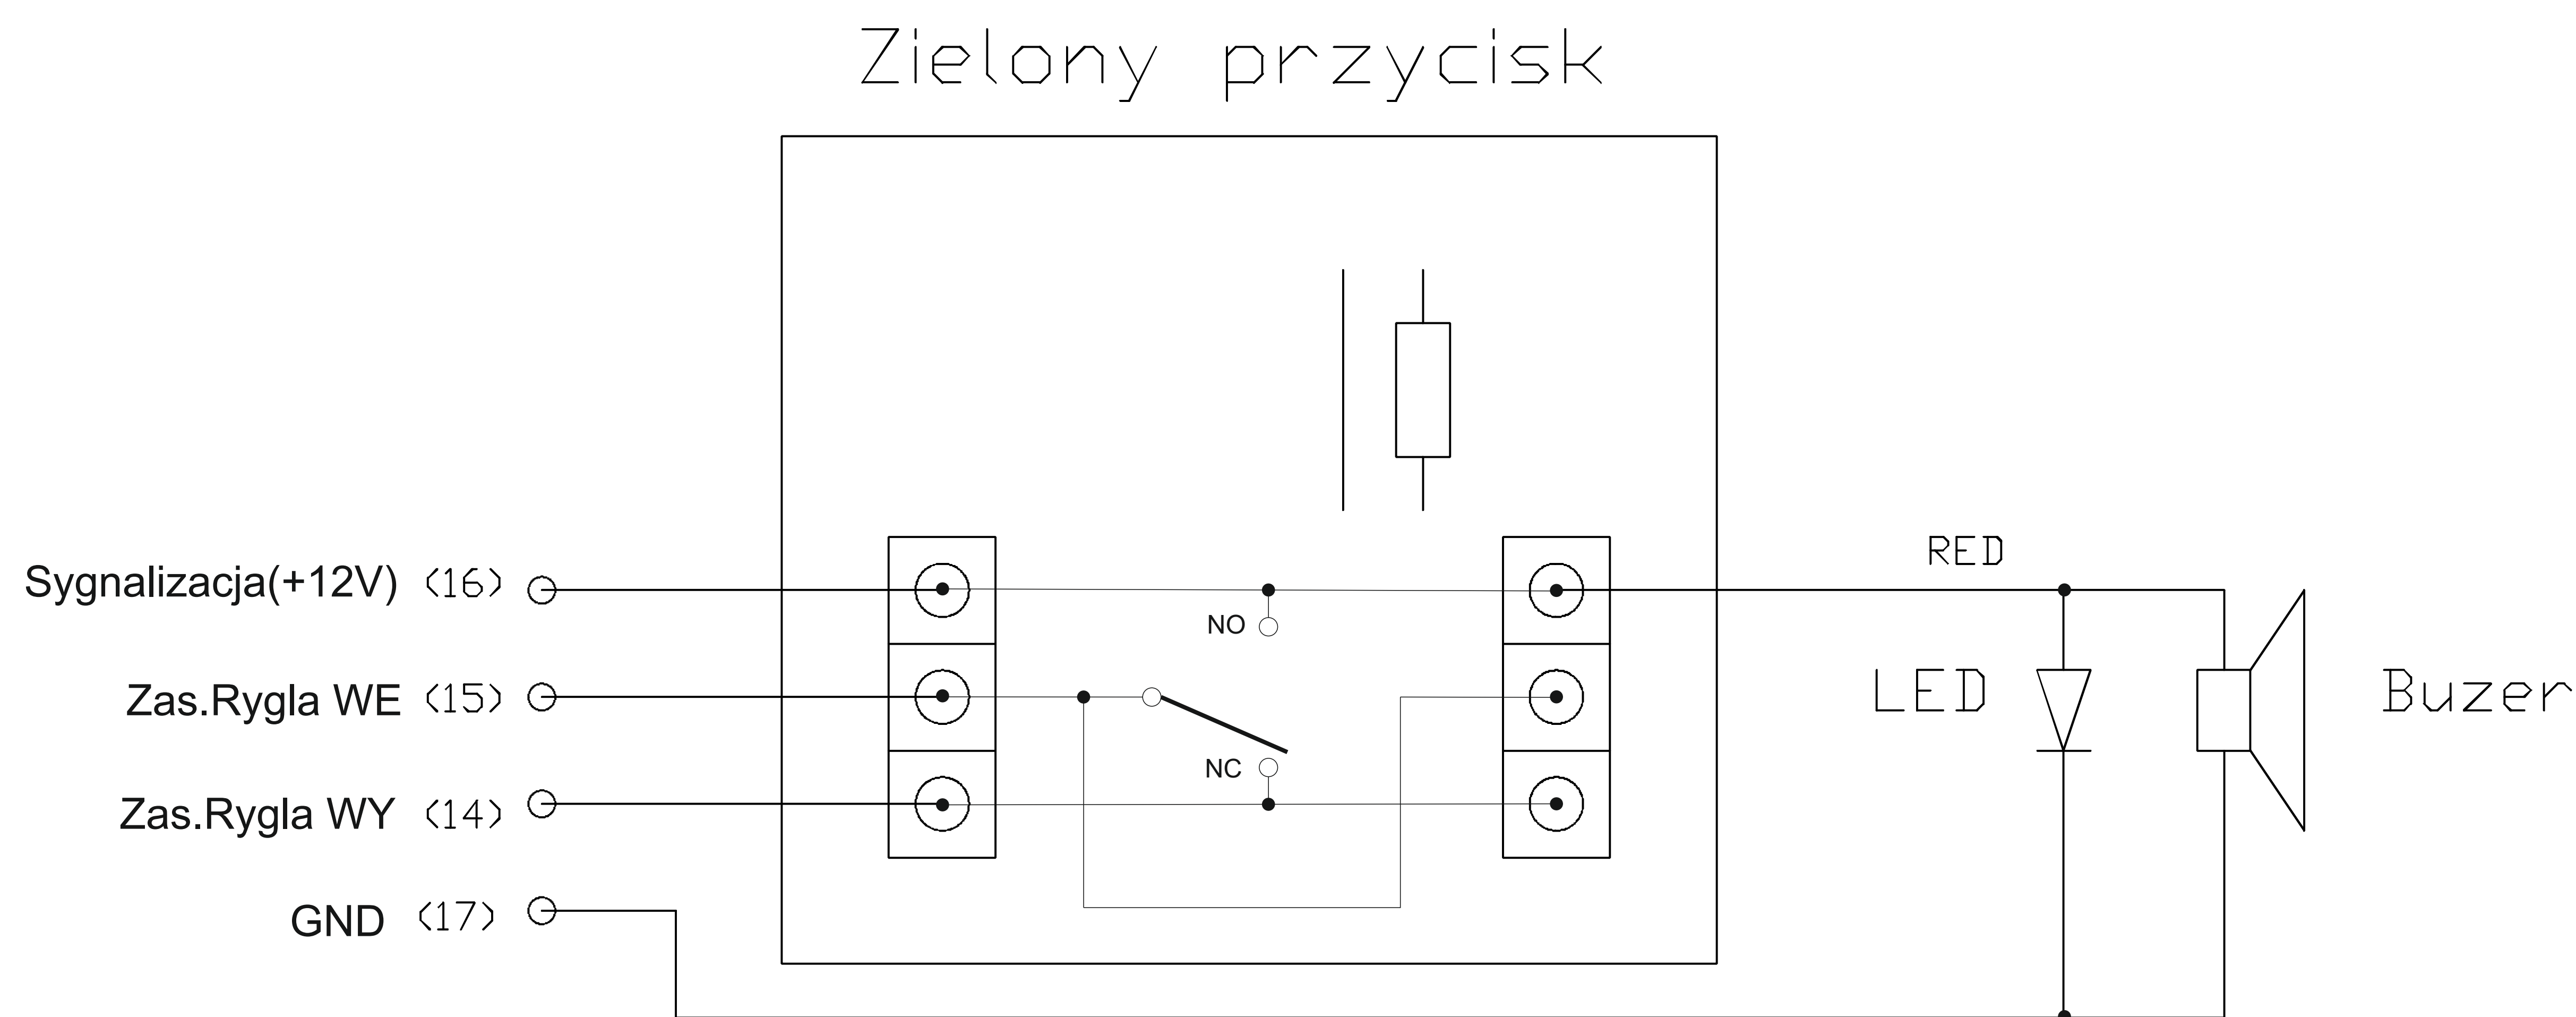 Zielony przycisk
RED
Sygnalizacja(+12V) (16)
NO
LED
Buzer
Zas.Rygla WE (15)
NC
Zas.Rygla WY (14)
GND (17)